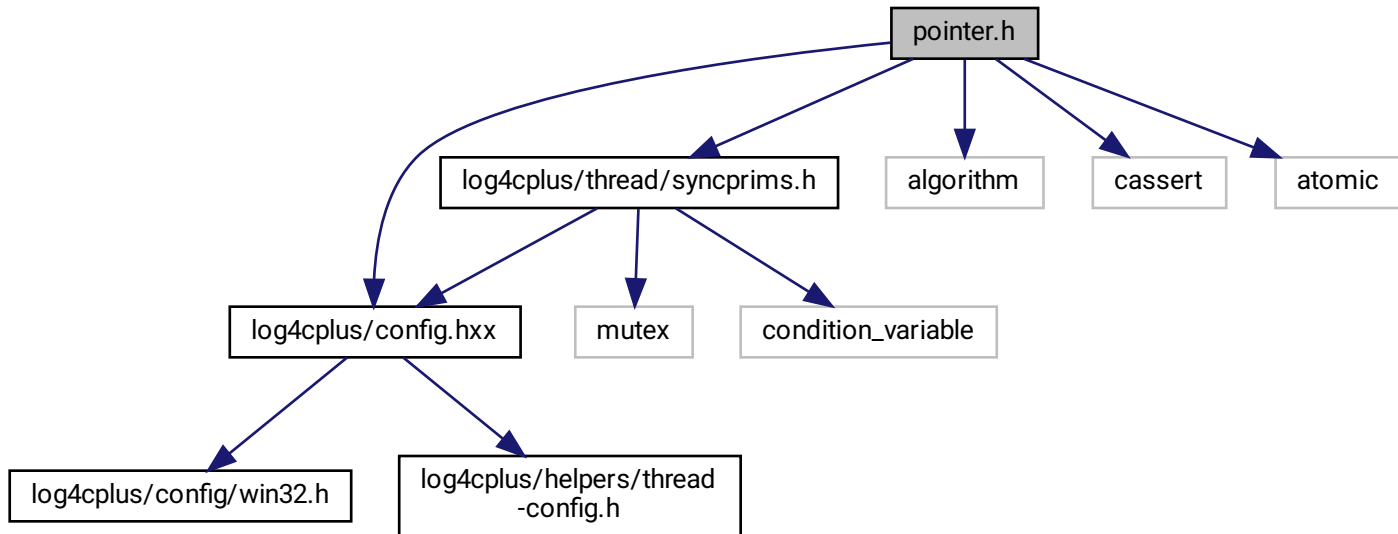 pointer.h
log4cplus/thread/syncprims.h
algorithm
cassert
atomic
log4cplus/config.hxx
mutex
condition_variable
log4cplus/config/win32.h
log4cplus/helpers/thread
-config.h